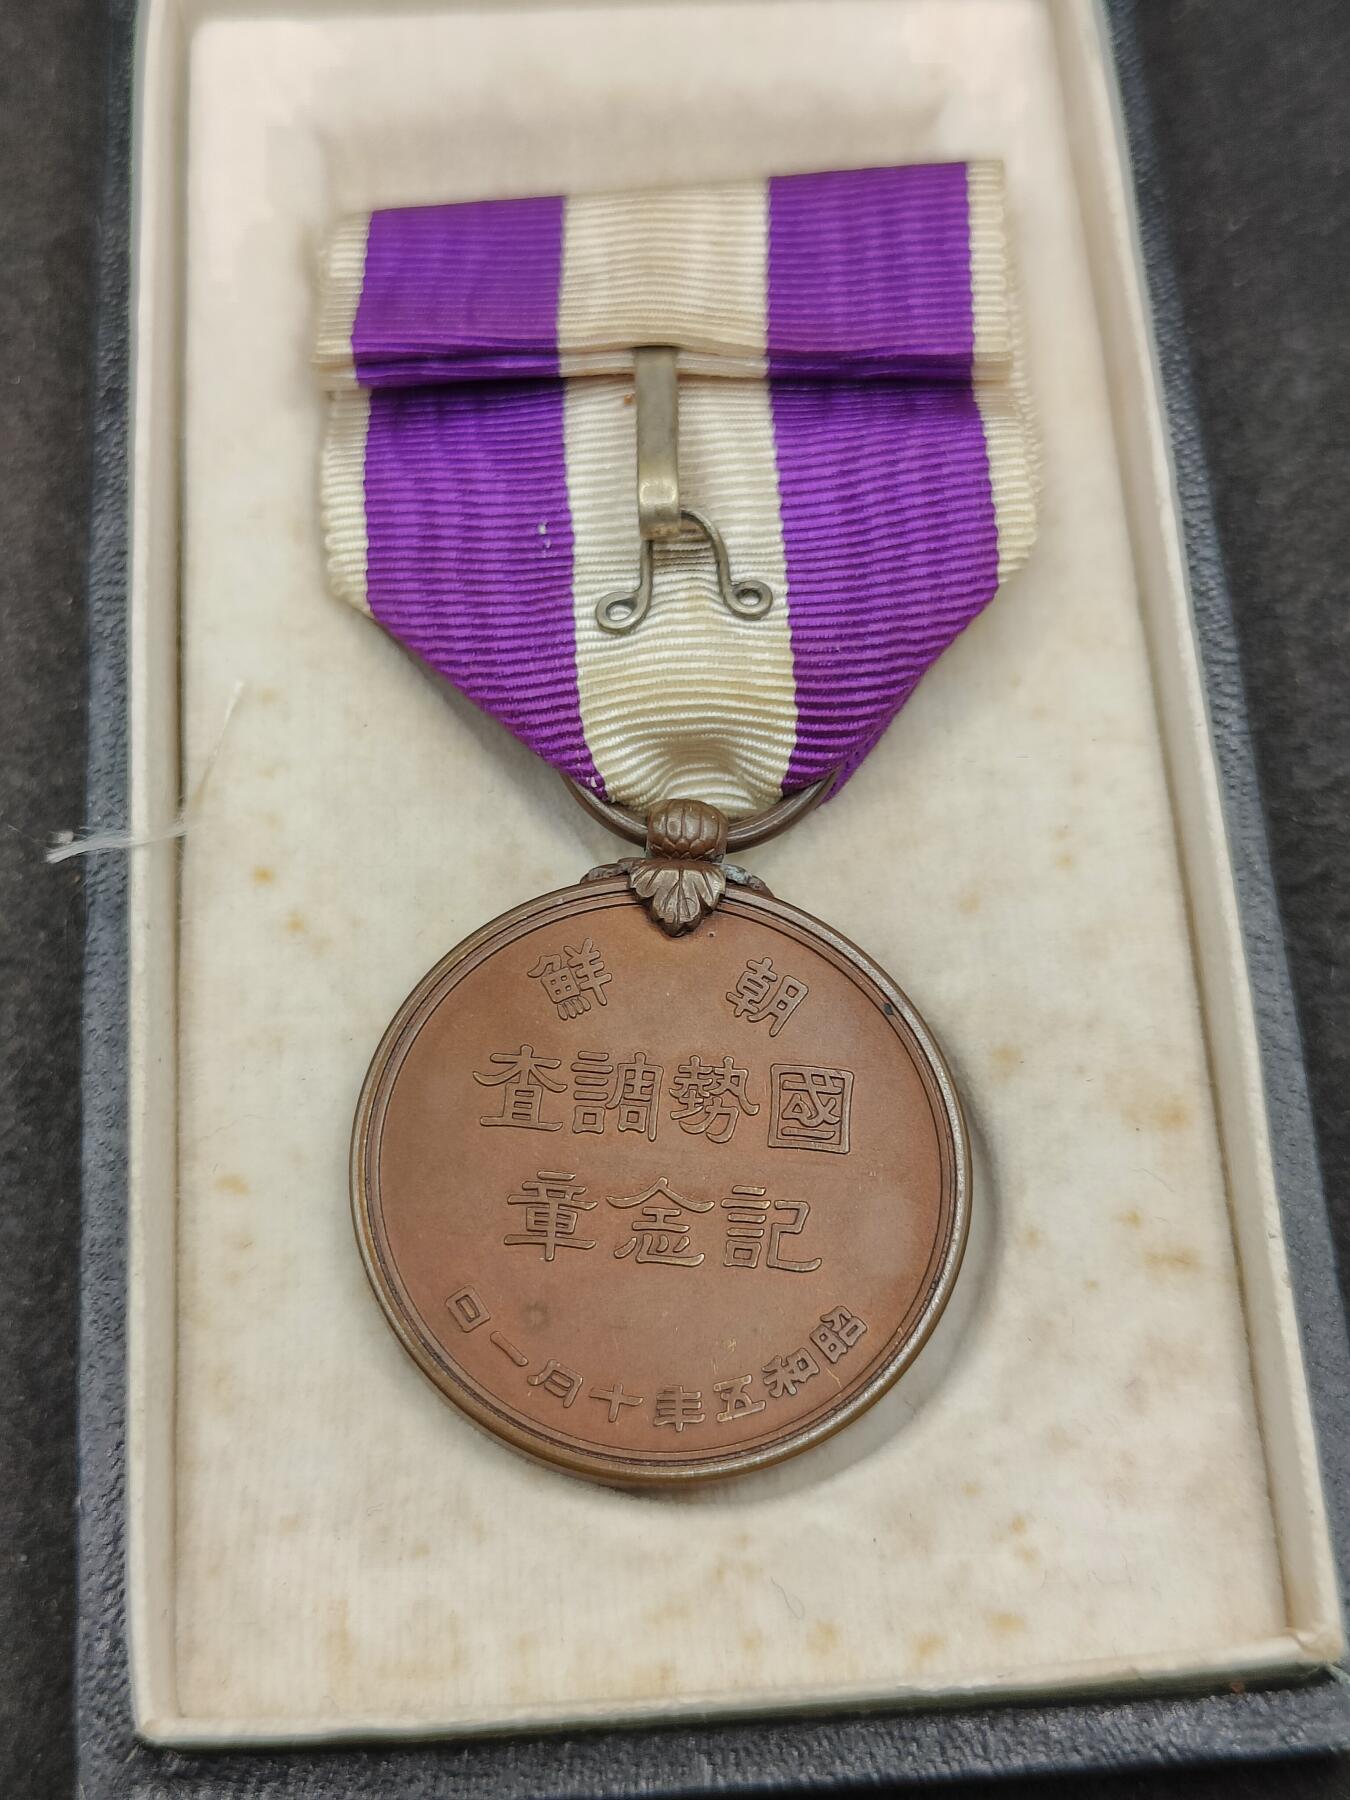 朝鮮
國勢調査
記念章
昭和五年十月一日